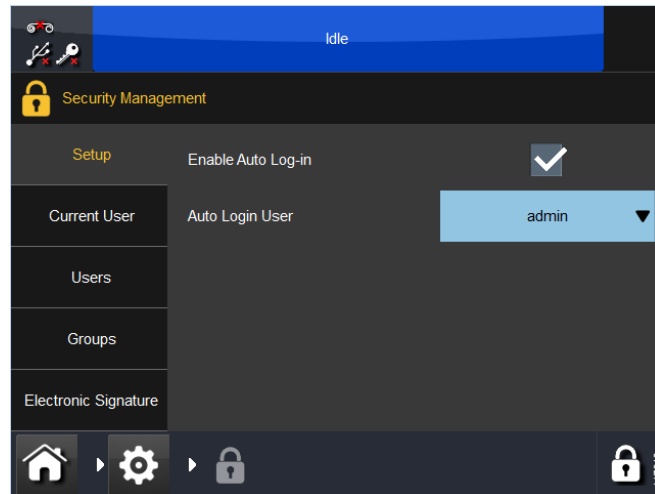 Idle
Security Management
Setup
Enable Auto Log-in
Current User
Auto Login User
admin
Users
Groups
Electronic Signature